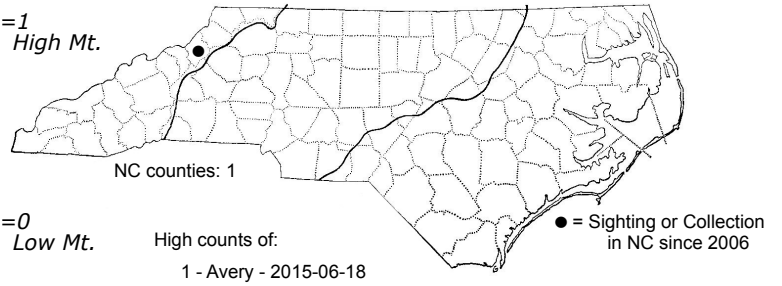 =1
High Mt.
NC counties: 1
=0
Low Mt.
High counts of:
1 - Avery - 2015-06-18
● = Sighting or Collection
in NC since 2006